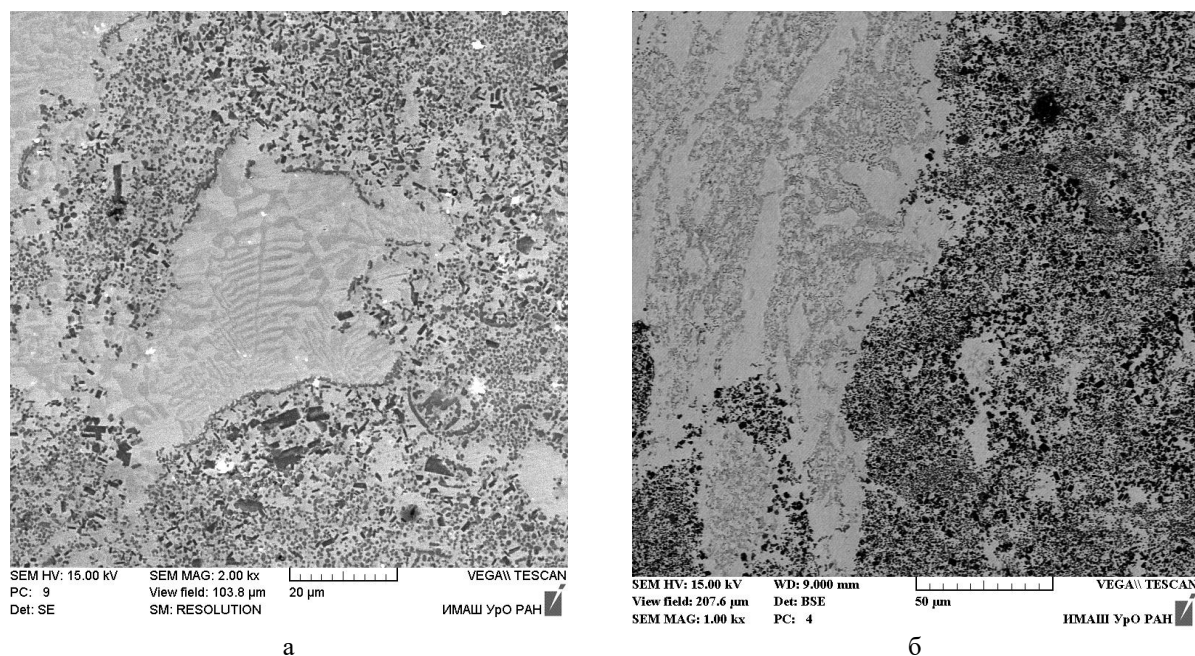 SEM HV: 15.00 kV SEM MAG: 2.00 kx VEGA\\ TESCAN
PC: 9 View field: 103.8 µm 20 µm
Det: SE SM: RESOLUTION ИМАШ УрО РАН
SEM HV: 15.00 kV WD: 9.000 mm VEGA\\ TESCAN
View field: 207.6 µm Det: BSE 50 µm
SEM MAG: 1.00 kx PC: 4 ИМАШ УрО РАН
а б